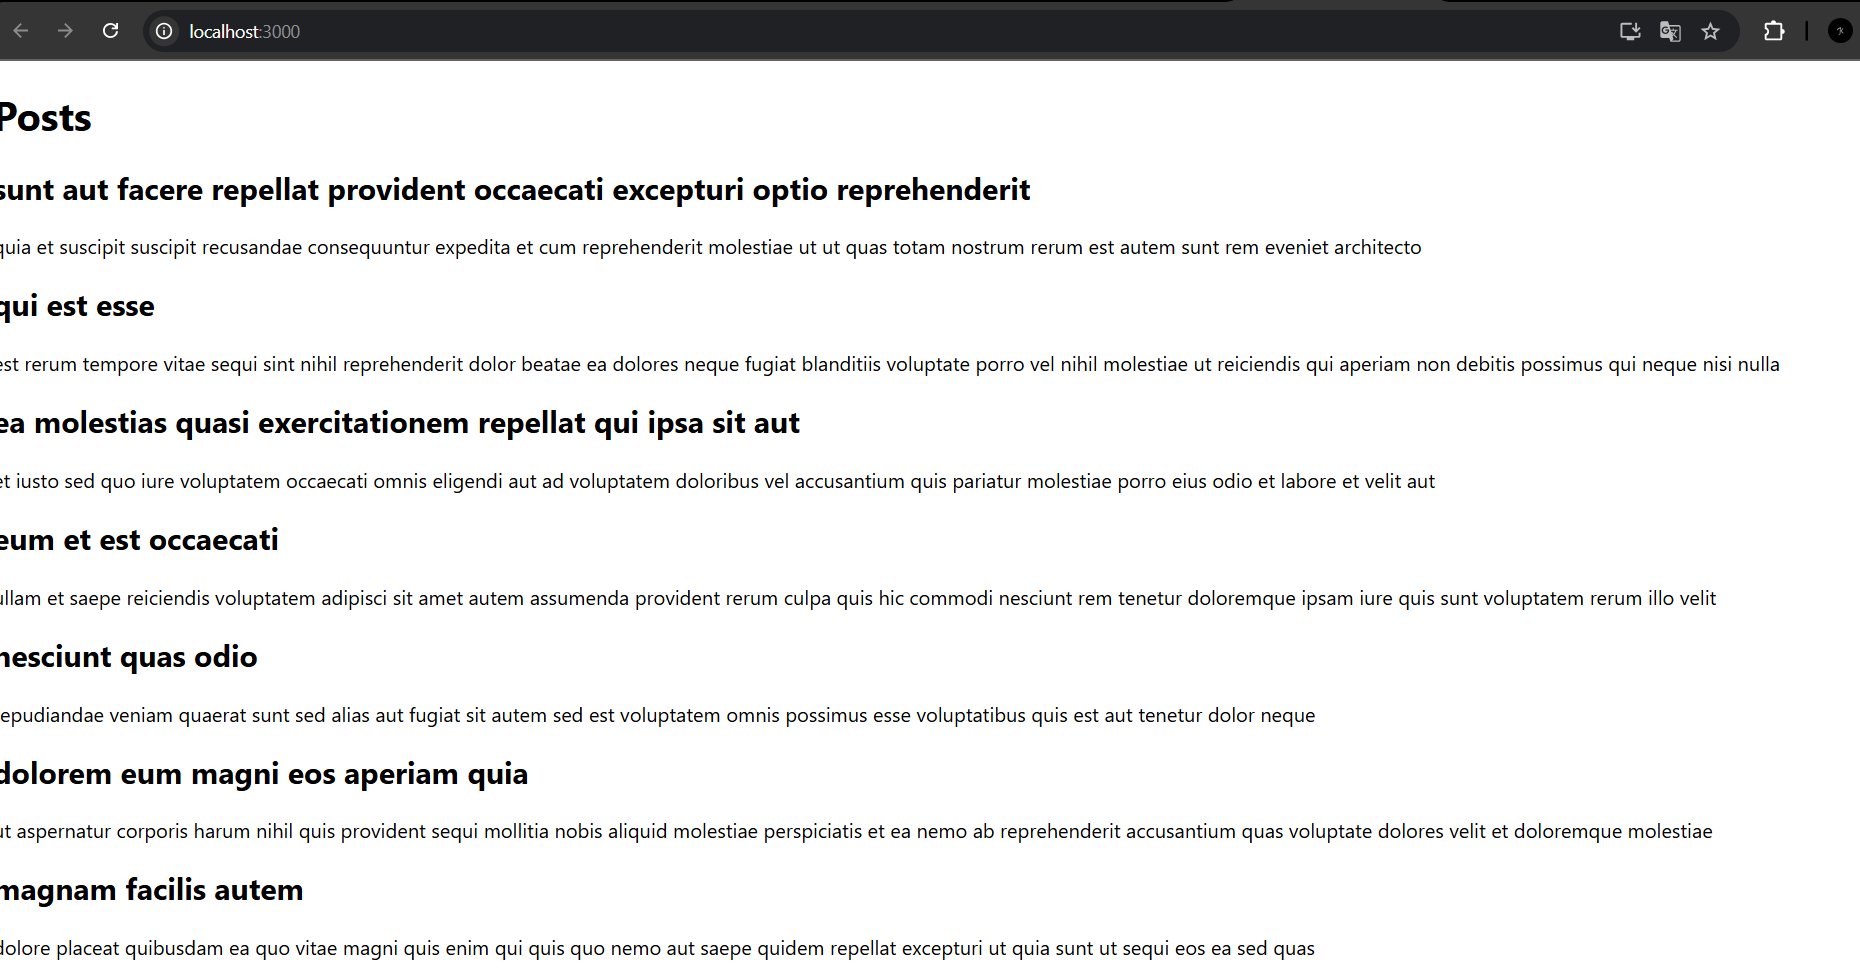 localhost:3000
Posts
sunt aut facere repellat provident occaecati excepturi optio reprehenderit
quia et suscipit suscipit recusandae consequuntur expedita et cum reprehenderit molestiae ut ut quas totam nostrum rerum est autem sunt rem eveniet architecto
qui est esse
est rerum tempore vitae sequi sint nihil reprehenderit dolor beatae ea dolores neque fugiat blanditiis voluptate porro vel nihil molestiae ut reiciendis qui aperiam non debitis possimus qui neque nisi nulla
ea molestias quasi exercitationem repellat qui ipsa sit aut
et iusto sed quo iure voluptatem occaecati omnis eligendi aut ad voluptatem doloribus vel accusantium quis pariatur molestiae porro eius odio et labore et velit aut
eum et est occaecati
ullam et saepe reiciendis voluptatem adipisci sit amet autem assumenda provident rerum culpa quis hic commodi nesciunt rem tenetur doloremque ipsam iure quis sunt voluptatem rerum illo velit
nesciunt quas odio
repudiandae veniam quaerat sunt sed alias aut fugiat sit autem sed est voluptatem omnis possimus esse voluptatibus quis est aut tenetur dolor neque
dolorem eum magni eos aperiam quia
ut aspernatur corporis harum nihil quis provident sequi mollitia nobis aliquid molestiae perspiciatis et ea nemo ab reprehenderit accusantium quas voluptate dolores velit et doloremque molestiae
magnam facilis autem
dolore placeat quibusdam ea quo vitae magni quis enim qui quis quo nemo aut saepe quidem repellat excepturi ut quia sunt ut sequi eos ea sed quas